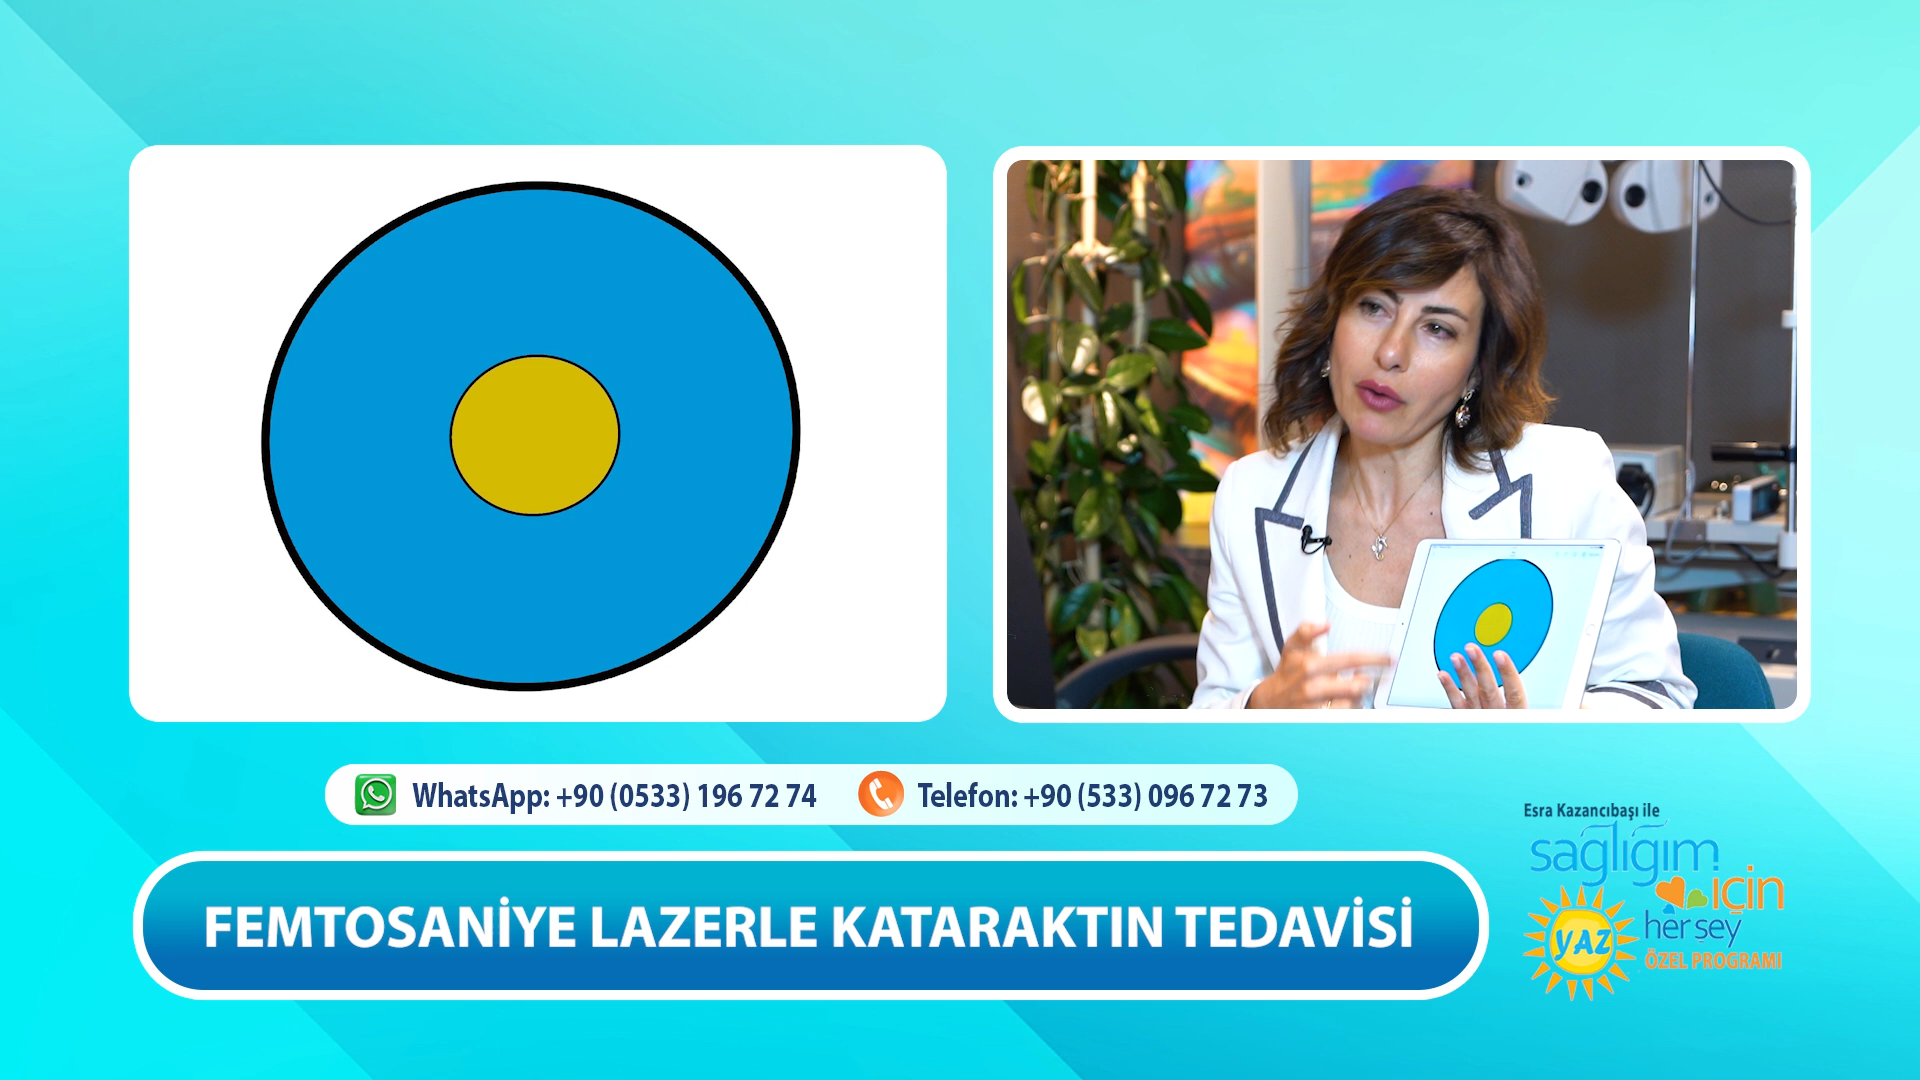 WhatsApp: +90 (0533) 196 72 74
Telefon: +90 (533) 096 72 73
FEMTOSANİYE LAZERLE KATARAKTIN TEDAVİSİ
Esra Kazancıbaşı ile
sağlığım
için
her şey
YAZ
ÖZEL PROGRAMI